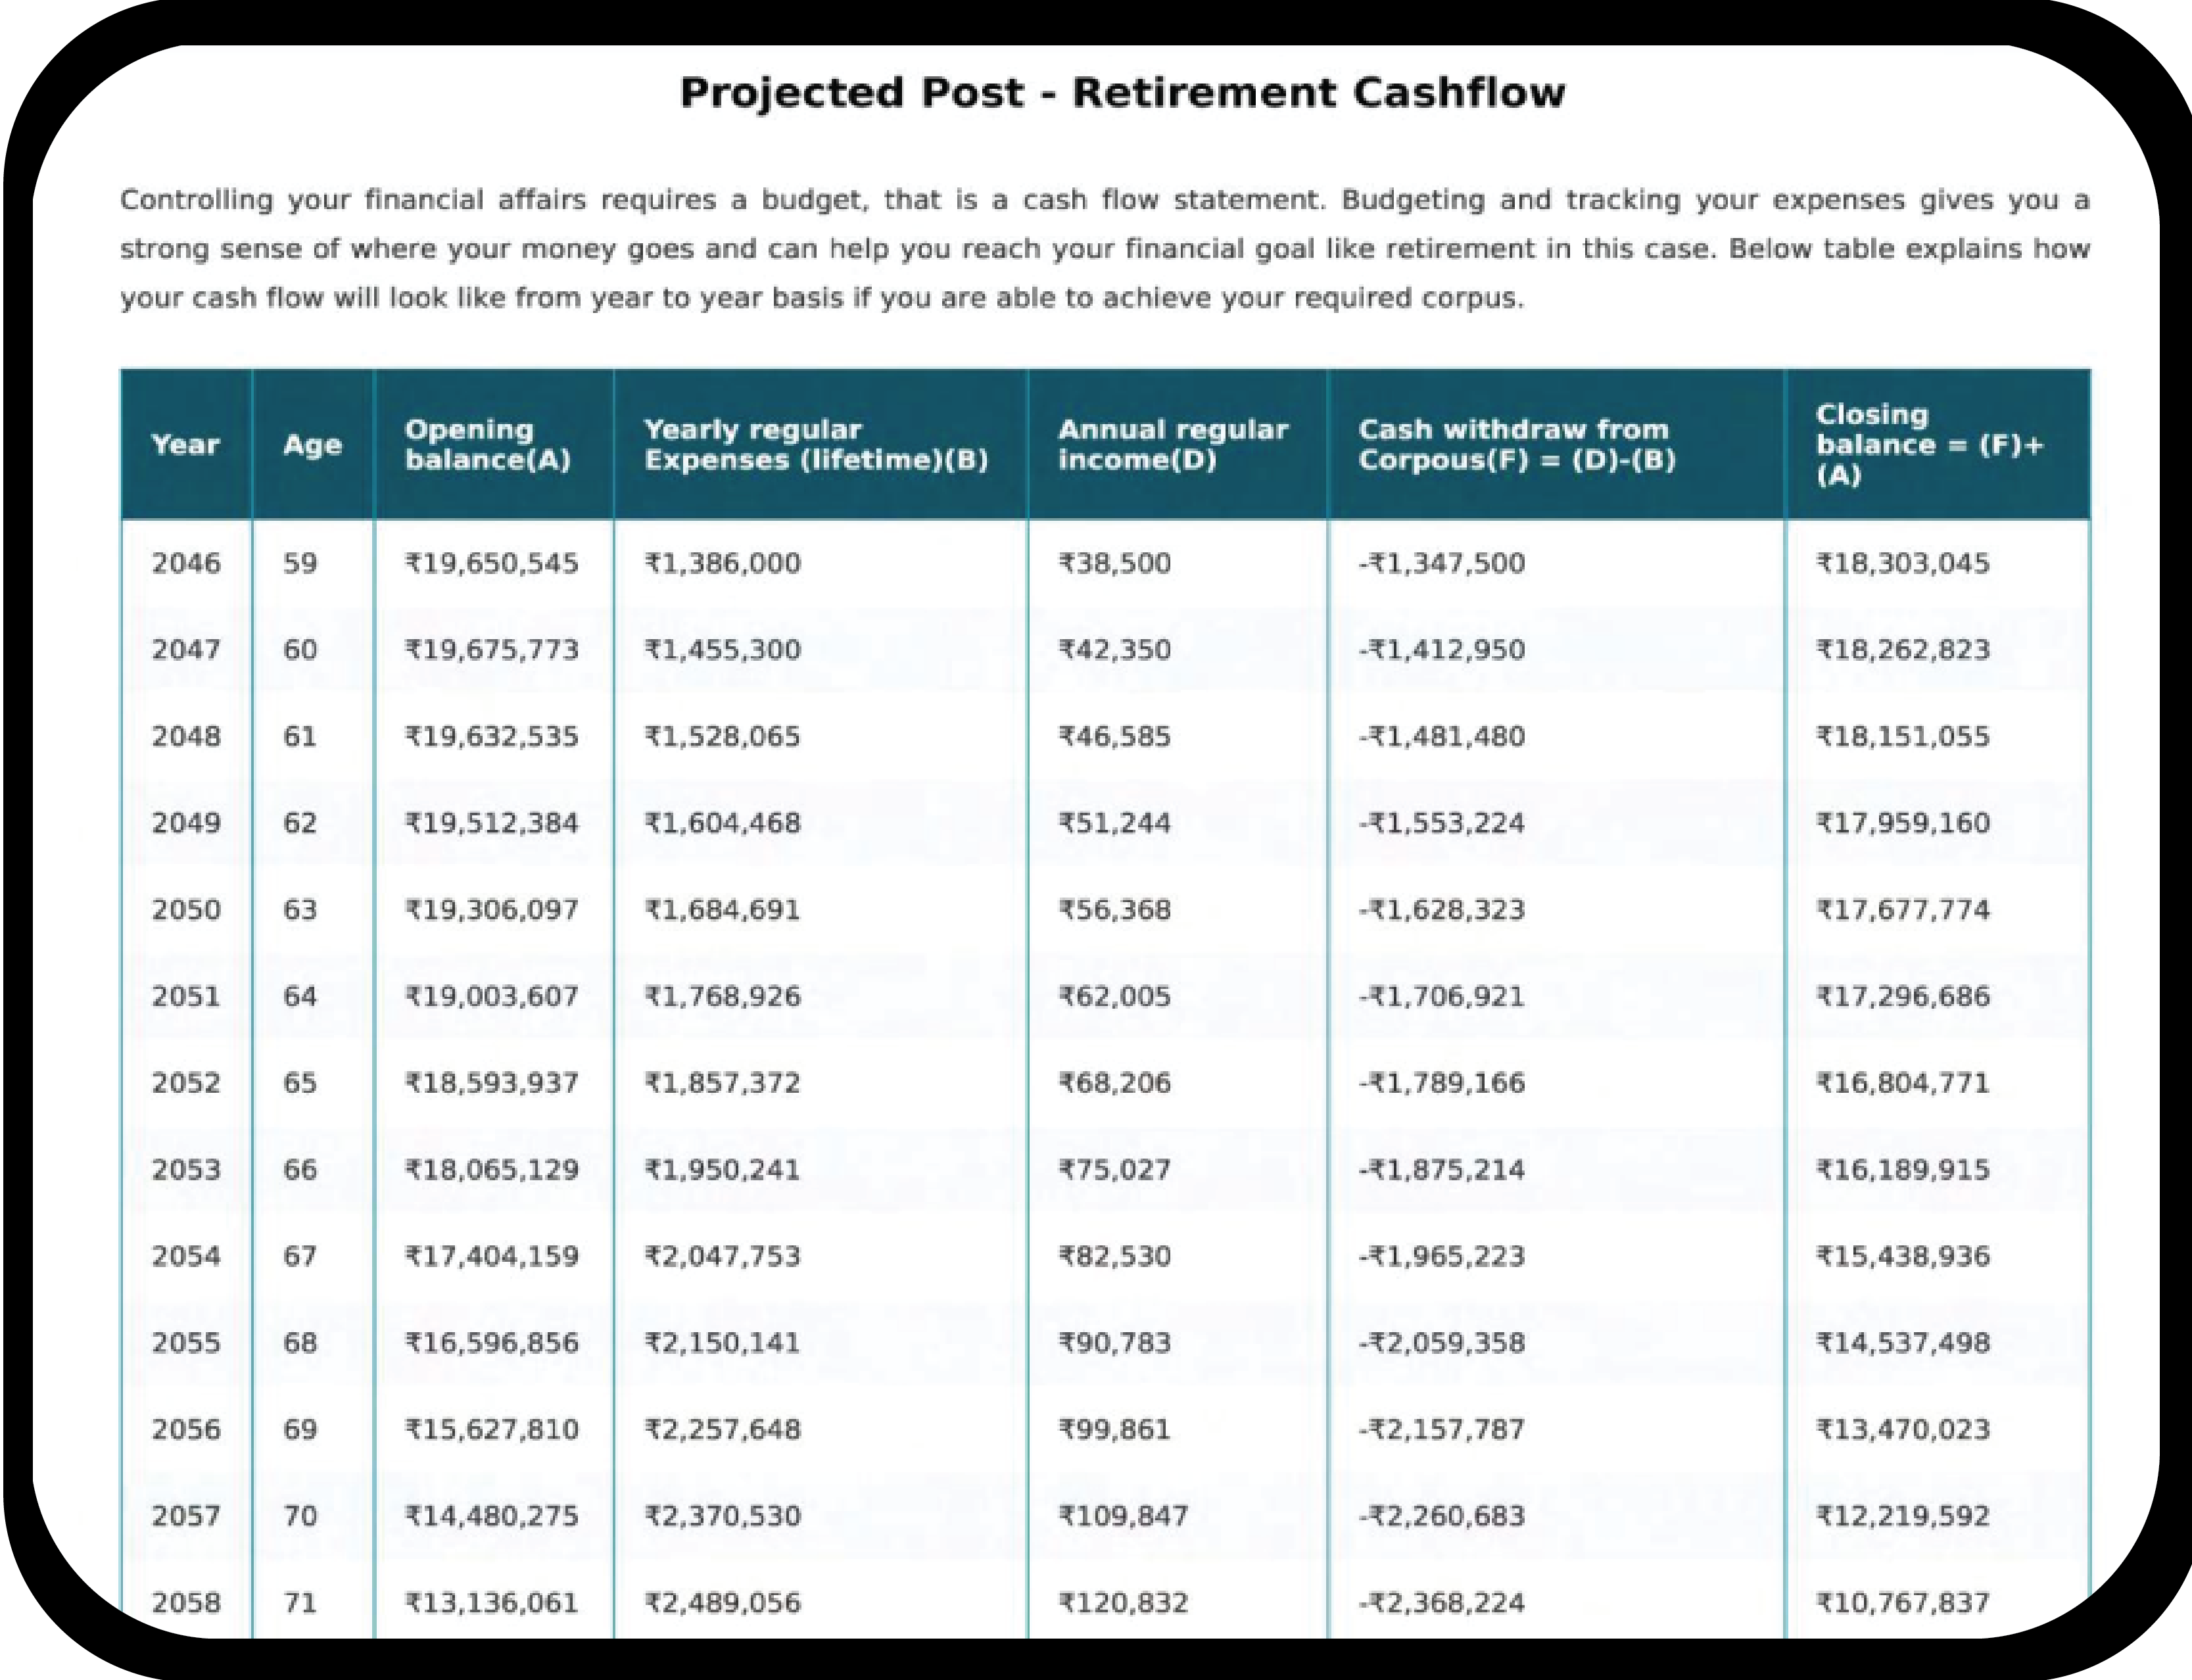 Projected Post - Retirement Cashflow
Controlling your financial affairs requires a budget, that is a cash flow statement. Budgeting and tracking your expenses gives you a
strong sense of where your money goes and can help you reach your financial goal like retirement in this case. Below table explains how
your cash flow will look like from year to year basis if you are able to achieve your required corpus.
Year Age Opening balance(A) Yearly regular Expenses (lifetime)(B) Annual regular income(D) Cash withdraw from Corpous(F) = (D)-(B) Closing balance = (F)+ (A)
2046 59 ₹19,650,545 ₹1,386,000 ₹38,500 -₹1,347,500 ₹18,303,045
2047 60 ₹19,675,773 ₹1,455,300 ₹42,350 -₹1,412,950 ₹18,262,823
2048 61 ₹19,632,535 ₹1,528,065 ₹46,585 -₹1,481,480 ₹18,151,055
2049 62 ₹19,512,384 ₹1,604,468 ₹51,244 -₹1,553,224 ₹17,959,160
2050 63 ₹19,306,097 ₹1,684,691 ₹56,368 -₹1,628,323 ₹17,677,774
2051 64 ₹19,003,607 ₹1,768,926 ₹62,005 -₹1,706,921 ₹17,296,686
2052 65 ₹18,593,937 ₹1,857,372 ₹68,206 -₹1,789,166 ₹16,804,771
2053 66 ₹18,065,129 ₹1,950,241 ₹75,027 -₹1,875,214 ₹16,189,915
2054 67 ₹17,404,159 ₹2,047,753 ₹82,530 -₹1,965,223 ₹15,438,936
2055 68 ₹16,596,856 ₹2,150,141 ₹90,783 -₹2,059,358 ₹14,537,498
2056 69 ₹15,627,810 ₹2,257,648 ₹99,861 -₹2,157,787 ₹13,470,023
2057 70 ₹14,480,275 ₹2,370,530 ₹109,847 -₹2,260,683 ₹12,219,592
2058 71 ₹13,136,061 ₹2,489,056 ₹120,832 -₹2,368,224 ₹10,767,837